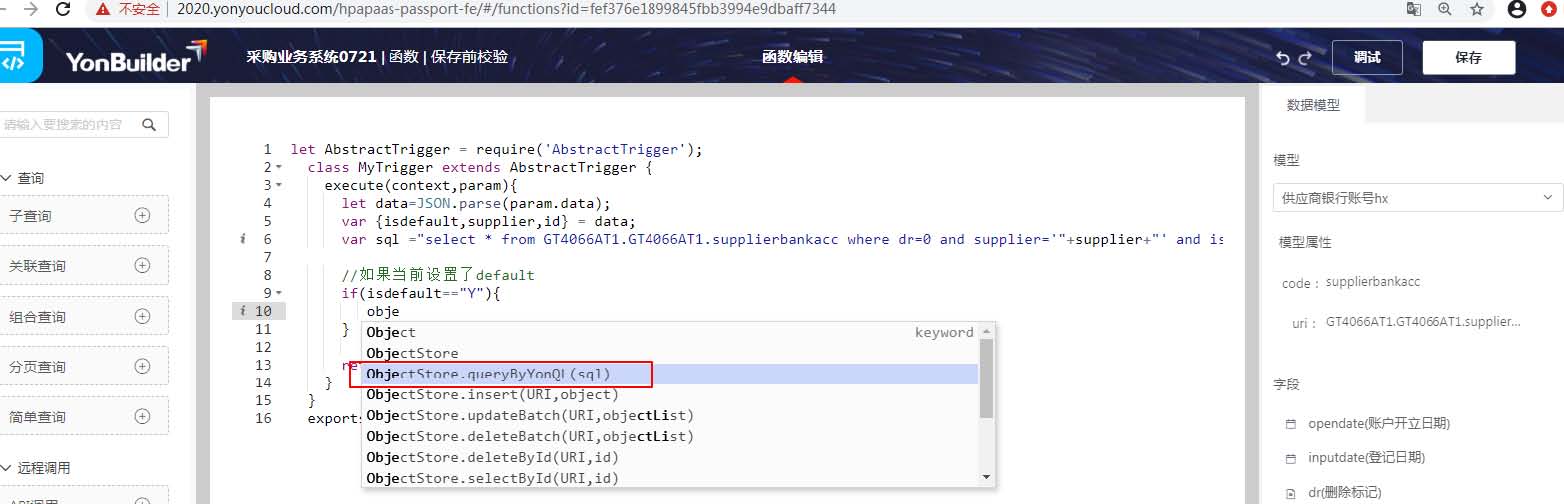 不安全 | 2020.yonyoucloud.com/hpapaas-passport-fe/#/functions?id=fef376e1899845fbb3994e9dbaff7344
YonBuilder
采购业务系统0721 | 函数 | 保存前校验
函数编辑
调试
保存
请输入要搜索的内容
查询
子查询
关联查询
组合查询
分页查询
简单查询
远程调用
API调用
1 let AbstractTrigger = require('AbstractTrigger');
2 class MyTrigger extends AbstractTrigger {
3 execute(context,param){
4 let data=JSON.parse(param.data);
5 var {isdefault,supplier,id} = data;
6 var sql ="select * from GT4066AT1.GT4066AT1.supplierbankacc where dr=0 and supplier='"+supplier+"' and is
7
8 //如果当前设置了default
9 if(isdefault=="Y"){
10 obje
11 }
12
13 re
14 }
15 }
16 exports
Object keyword
ObjectStore
ObjectStore.queryByYonQL(sql)
ObjectStore.insert(URI,object)
ObjectStore.updateBatch(URI,objectList)
ObjectStore.deleteBatch(URI,objectList)
ObjectStore.deleteById(URI,id)
ObjectStore.selectById(URI,id)
数据模型
模型
供应商银行账号hx
模型属性
code： supplierbankacc
uri： GT4066AT1.GT4066AT1.supplier...
字段
opendate(账户开立日期)
inputdate(登记日期)
dr(删除标记)